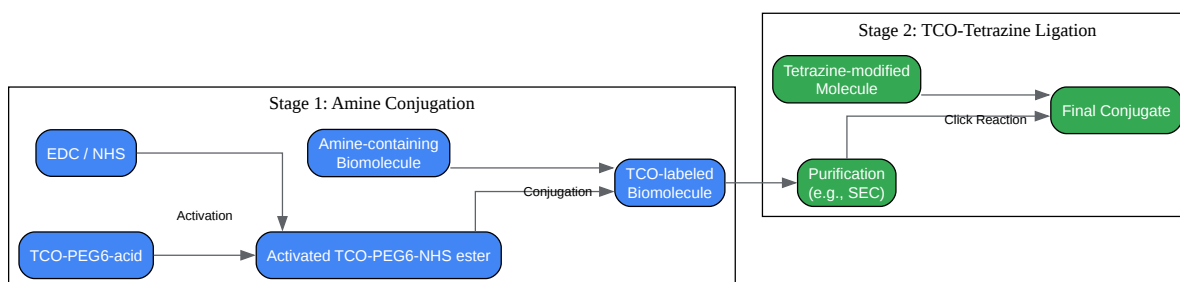 Stage 1: Amine Conjugation
EDC / NHS
Amine-containing
Biomolecule
TCO-labeled
Biomolecule
Conjugation
Activation
TCO-PEG6-acid
Activated TCO-PEG6-NHS ester
Stage 2: TCO-Tetrazine Ligation
Tetrazine-modified
Molecule
Final Conjugate
Click Reaction
Purification
(e.g., SEC)